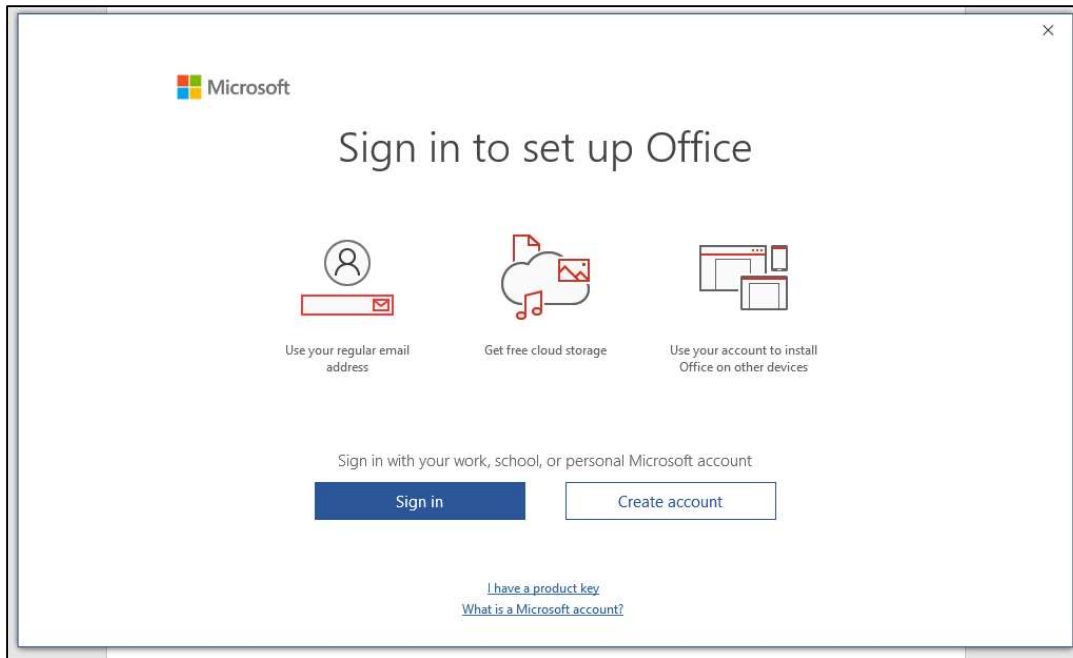 Microsoft
Sign in to set up Office
Use your regular email
address
Get free cloud storage
Use your account to install
Office on other devices
Sign in with your work, school, or personal Microsoft account
Sign in
Create account
I have a product key
What is a Microsoft account?